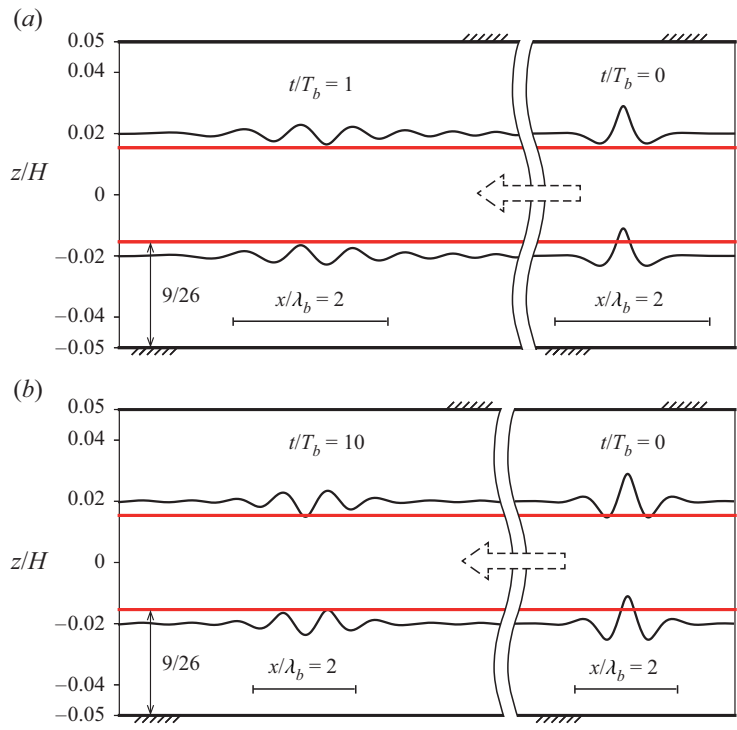 (a)
0.05
0.04
t/T_b = 1
t/T_b = 0
0.02
z/H
0
−0.02
9/26
x/λ_b = 2
x/λ_b = 2
−0.04
−0.05
(b)
0.05
0.04
t/T_b = 10
t/T_b = 0
0.02
z/H
0
−0.02
9/26
x/λ_b = 2
x/λ_b = 2
−0.04
−0.05